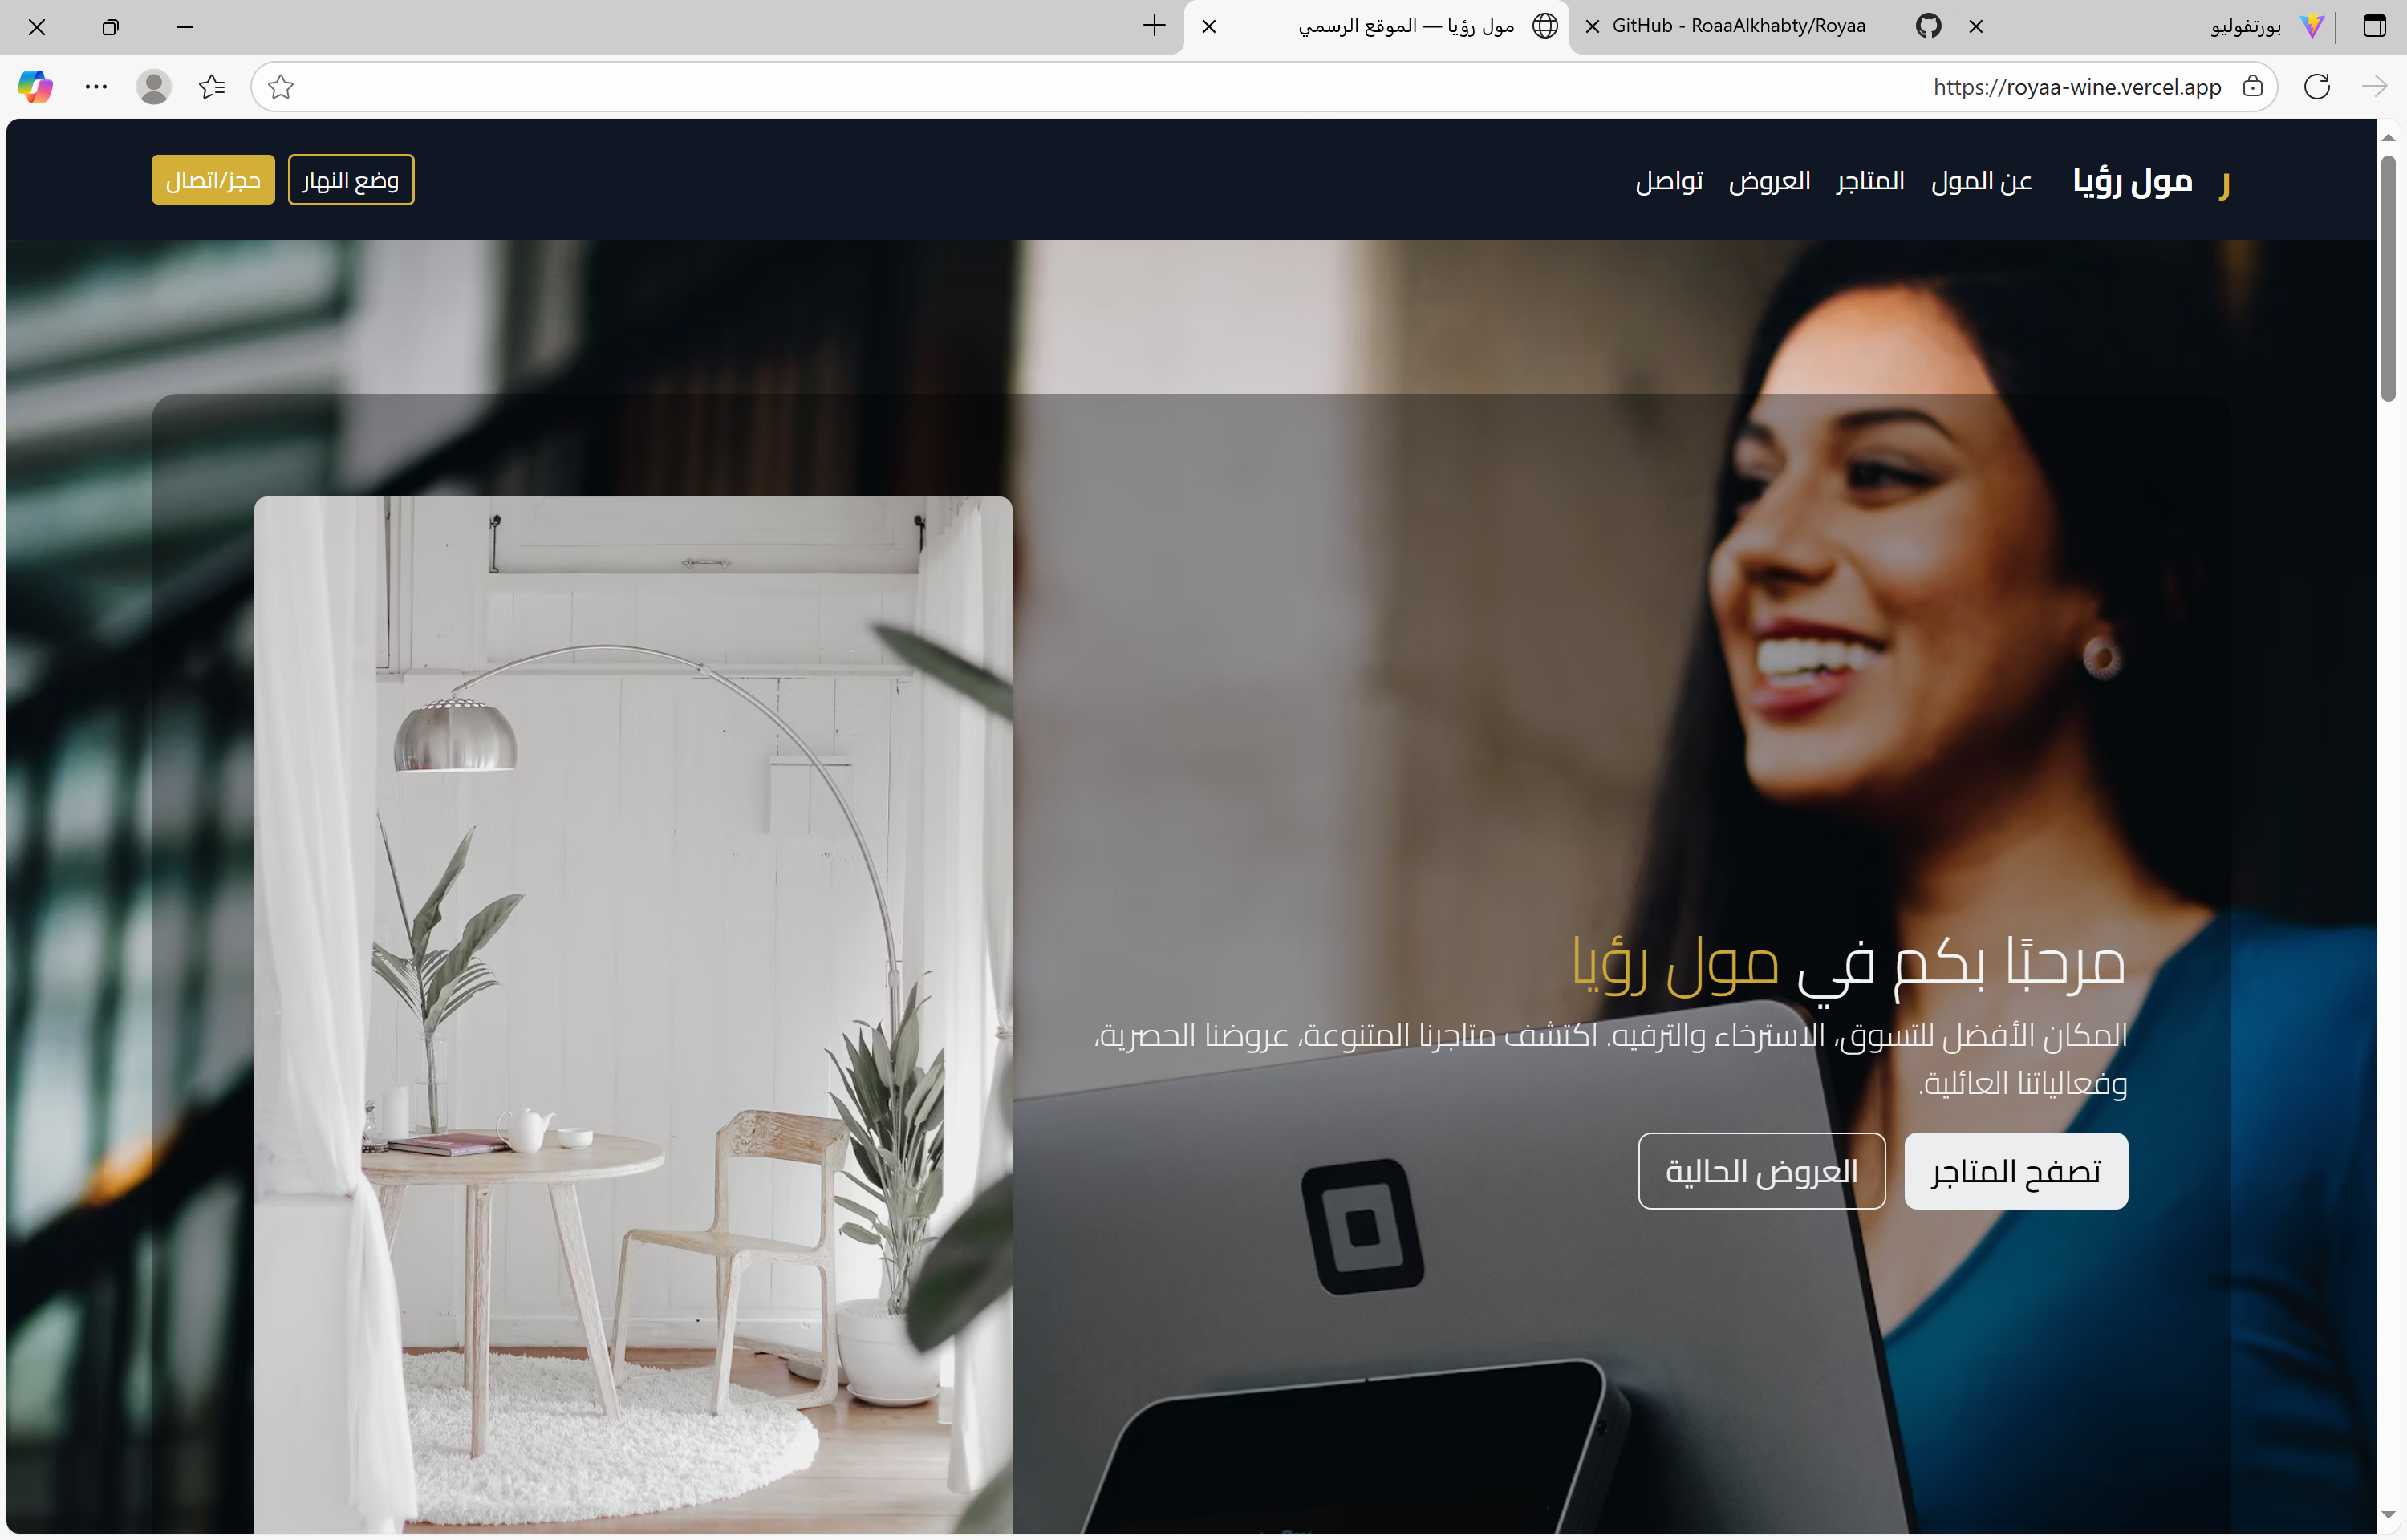 بورتفوليو
GitHub - RoaaAlkhabty/Royaa
مول رؤيا — الموقع الرسمي
https://royaa-wine.vercel.app
ر
مول رؤيا
عن المول
المتاجر
العروض
تواصل
وضع النهار
حجز/اتصال
مرحبًا بكم في مول رؤيا
المكان الأفضل للتسوق، الاسترخاء والترفيه. اكتشف متاجرنا المتنوعة، عروضنا الحصرية،
وفعالياتنا العائلية.
تصفح المتاجر
العروض الحالية